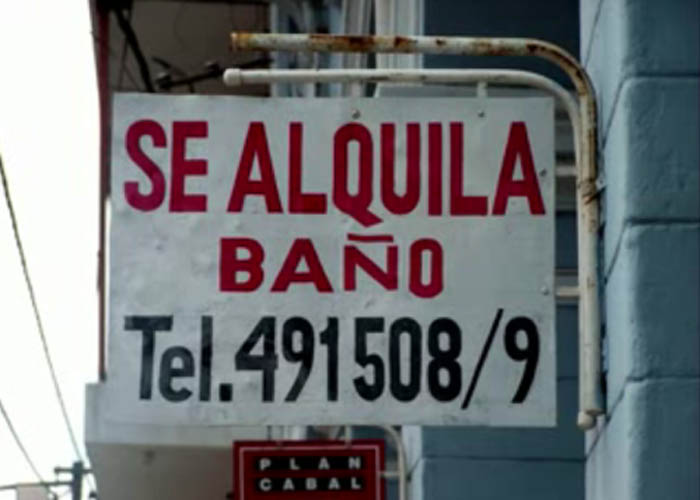 SE ALQUILA
BAÑO
Tel.491508/9
PLAN
CABAL